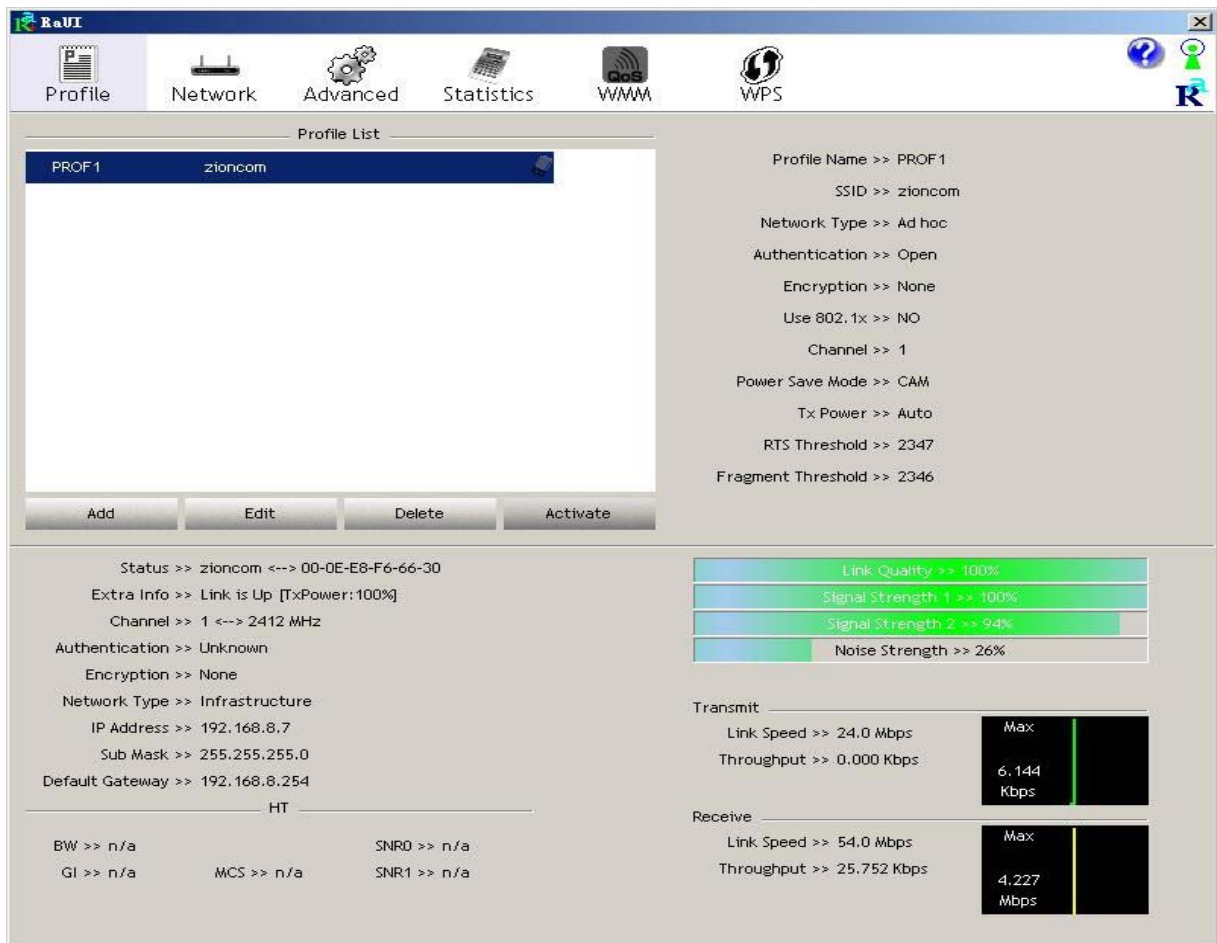 RaUI
Profile Network Advanced Statistics QoS WMM WPS
Profile List
PROF1 zioncom
Add Edit Delete Activate
Profile Name >> PROF1
SSID >> zioncom
Network Type >> Ad hoc
Authentication >> Open
Encryption >> None
Use 802.1x >> NO
Channel >> 1
Power Save Mode >> CAM
Tx Power >> Auto
RTS Threshold >> 2347
Fragment Threshold >> 2346
Status >> zioncom <--> 00-0E-E8-F6-66-30
Extra Info >> Link is Up [TxPower:100%]
Channel >> 1 <--> 2412 MHz
Authentication >> Unknown
Encryption >> None
Network Type >> Infrastructure
IP Address >> 192.168.8.7
Sub Mask >> 255.255.255.0
Default Gateway >> 192.168.8.254
HT
BW >> n/a SNR0 >> n/a
GI >> n/a MCS >> n/a SNR1 >> n/a
Link Quality >> 100%
Signal Strength 1 >> 100%
Signal Strength 2 >> 94%
Noise Strength >> 26%
Transmit
Link Speed >> 24.0 Mbps
Throughput >> 0.000 Kbps
Max
6.144
Kbps
Receive
Link Speed >> 54.0 Mbps
Throughput >> 25.752 Kbps
Max
4.227
Mbps